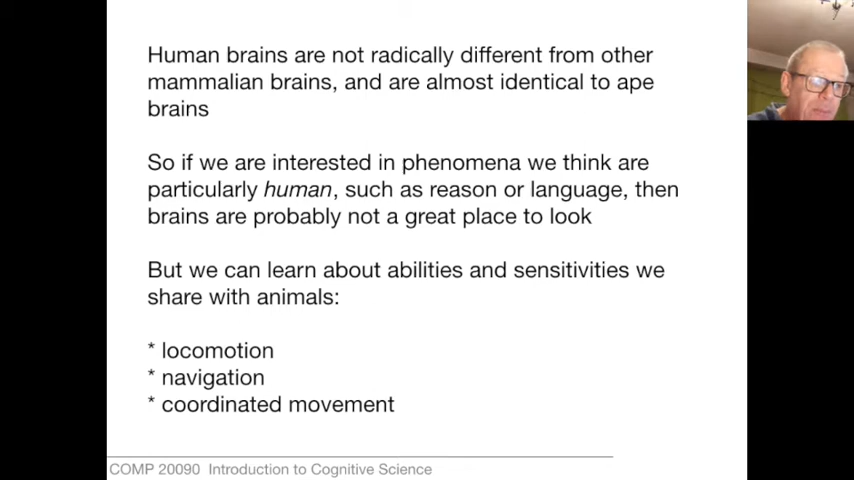 Human brains are not radically different from other
mammalian brains, and are almost identical to ape
brains
So if we are interested in phenomena we think are
particularly human, such as reason or language, then
brains are probably not a great place to look
But we can learn about abilities and sensitivities we
share with animals:
* locomotion
* navigation
* coordinated movement
COMP 20090 Introduction to Cognitive Science